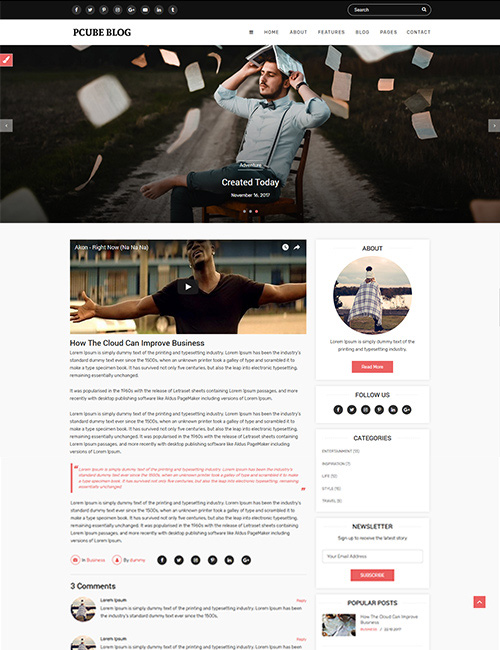 Search
PCUBE BLOG
HOME ABOUT FEATURES BLOG PAGES CONTACT
Adventure
Created Today
November 16, 2017
Akon - Right Now (Na Na Na)
How The Cloud Can Improve Business
Lorem Ipsum is simply dummy text of the printing and typesetting industry. Lorem Ipsum has been the industry's
standard dummy text ever since the 1500s, when an unknown printer took a galley of type and scrambled it to
make a type specimen book. It has survived not only five centuries, but also the leap into electronic typesetting,
remaining essentially unchanged.
It was popularised in the 1960s with the release of Letraset sheets containing Lorem Ipsum passages, and more
recently with desktop publishing software like Aldus PageMaker including versions of Lorem Ipsum.
Lorem Ipsum is simply dummy text of the printing and typesetting industry. Lorem Ipsum has been the industry's
standard dummy text ever since the 1500s, when an unknown printer took a galley of type and scrambled it to
make a type specimen book. It has survived not only five centuries, but also the leap into electronic typesetting,
remaining essentially unchanged. It was popularised in the 1960s with the release of Letraset sheets containing
Lorem Ipsum passages, and more recently with desktop publishing software like Aldus PageMaker including
versions of Lorem Ipsum.
Lorem Ipsum is simply dummy text of the printing and typesetting industry. Lorem Ipsum has been the industry's
standard dummy text ever since the 1500s, when an unknown printer took a galley of type and scrambled it to make
a type specimen book. It has survived not only five centuries, but also the leap into electronic typesetting, remaining
essentially unchanged.
Lorem Ipsum is simply dummy text of the printing and typesetting industry. Lorem Ipsum has been the industry's
standard dummy text ever since the 1500s, when an unknown printer took a galley of type and scrambled it to
make a type specimen book. It has survived not only five centuries, but also the leap into electronic typesetting,
remaining essentially unchanged. It was popularised in the 1960s with the release of Letraset sheets containing
Lorem Ipsum passages, and more recently with desktop publishing software like Aldus PageMaker including
versions of Lorem Ipsum.
In Business By dummy
3 Comments
Lorem Ipsum Reply
Lorem Ipsum is simply dummy text of the printing and typesetting industry. Lorem Ipsum has been
the industry's standard dummy text ever since the 1500s.
Lorem Ipsum Reply
Lorem Ipsum is simply dummy text of the printing and typesetting industry. Lorem Ipsum has been
ABOUT
Lorem Ipsum is simply dummy text of the
printing and typesetting industry.
Read More
FOLLOW US
CATEGORIES
ENTERTAINMENT
INSPIRATION
LIFE
STYLE
TRAVEL
NEWSLETTER
Sign up to receive the latest story
Your Email Address
SUBSCRIBE
POPULAR POSTS
How The Cloud Can Improve
Business
BUSINESS /